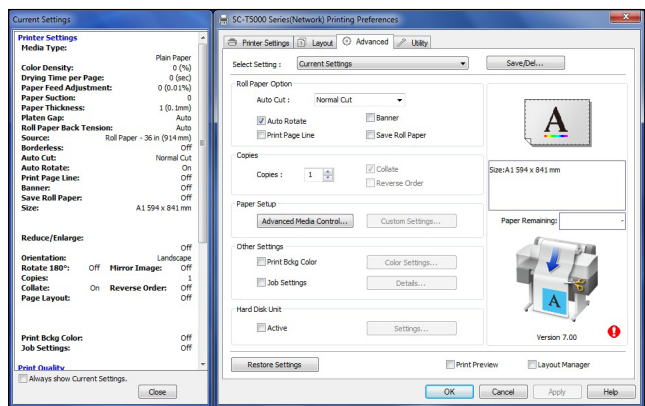 Current Settings
Printer Settings
Media Type:
Plain Paper
Color Density: 0 (%)
Drying Time per Page: 0 (sec)
Paper Feed Adjustment: 0 (0.01%)
Paper Suction: 0
Paper Thickness: 1 (0.1mm)
Platen Gap: Auto
Roll Paper Back Tension: Auto
Source: Roll Paper - 36 in (914 mm)
Borderless: Off
Auto Cut: Normal Cut
Auto Rotate: On
Print Page Line: Off
Banner: Off
Save Roll Paper: Off
Size: A1 594 x 841 mm
Reduce/Enlarge:
Off
Orientation: Landscape
Rotate 180°: Off Mirror Image: Off
Copies: 1
Collate: On Reverse Order: Off
Page Layout: Off
Print Bckg Color: Off
Job Settings: Off
Print Quality
Always show Current Settings.
Close
SC-T5000 Series(Network) Printing Preferences
Printer Settings Layout Advanced Utility
Select Setting : Current Settings Save/Del...
Roll Paper Option
Auto Cut : Normal Cut
Auto Rotate Banner
Print Page Line Save Roll Paper
A
Copies
Copies : 1 Collate
Reverse Order
Size:A1 594 x 841 mm
Paper Setup
Advanced Media Control... Custom Settings...
Paper Remaining: -
Other Settings
Print Bckg Color Color Settings...
Job Settings Details...
A
Hard Disk Unit
Active Settings...
Version 7.00
Restore Settings Print Preview Layout Manager
OK Cancel Apply Help